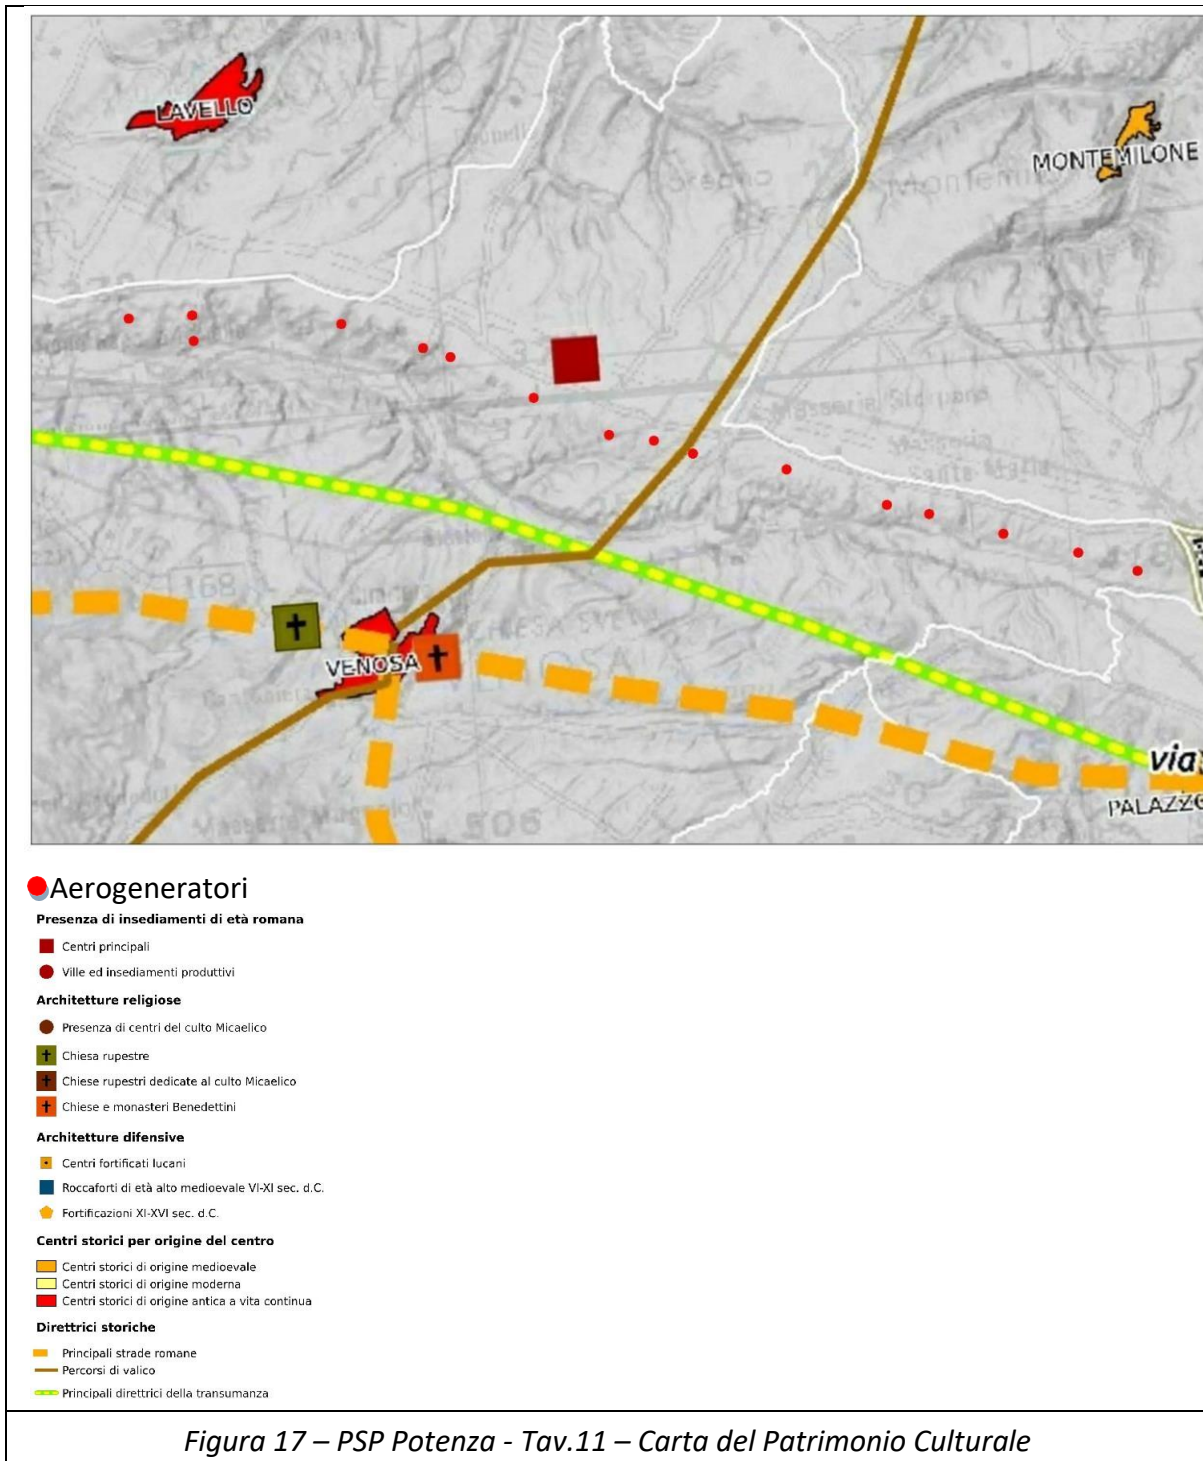 LAVELLO
MONTEMILONE
168
VENOSA
via
PALAZZO
Aerogeneratori
Presenza di insediamenti di età romana
Centri principali
Ville ed insediamenti produttivi
Architetture religiose
Presenza di centri del culto Micaelico
Chiesa rupestre
Chiese rupestri dedicate al culto Micaelico
Chiese e monasteri Benedettini
Architetture difensive
Centri fortificati lucani
Roccaforti di età alto medioevale VI-XI sec. d.C.
Fortificazioni XI-XVI sec. d.C.
Centri storici per origine del centro
Centri storici di origine medioevale
Centri storici di origine moderna
Centri storici di origine antica a vita continua
Direttrici storiche
Principali strade romane
Percorsi di valico
Principali direttrici della transumanza
Figura 17 – PSP Potenza - Tav.11 – Carta del Patrimonio Culturale